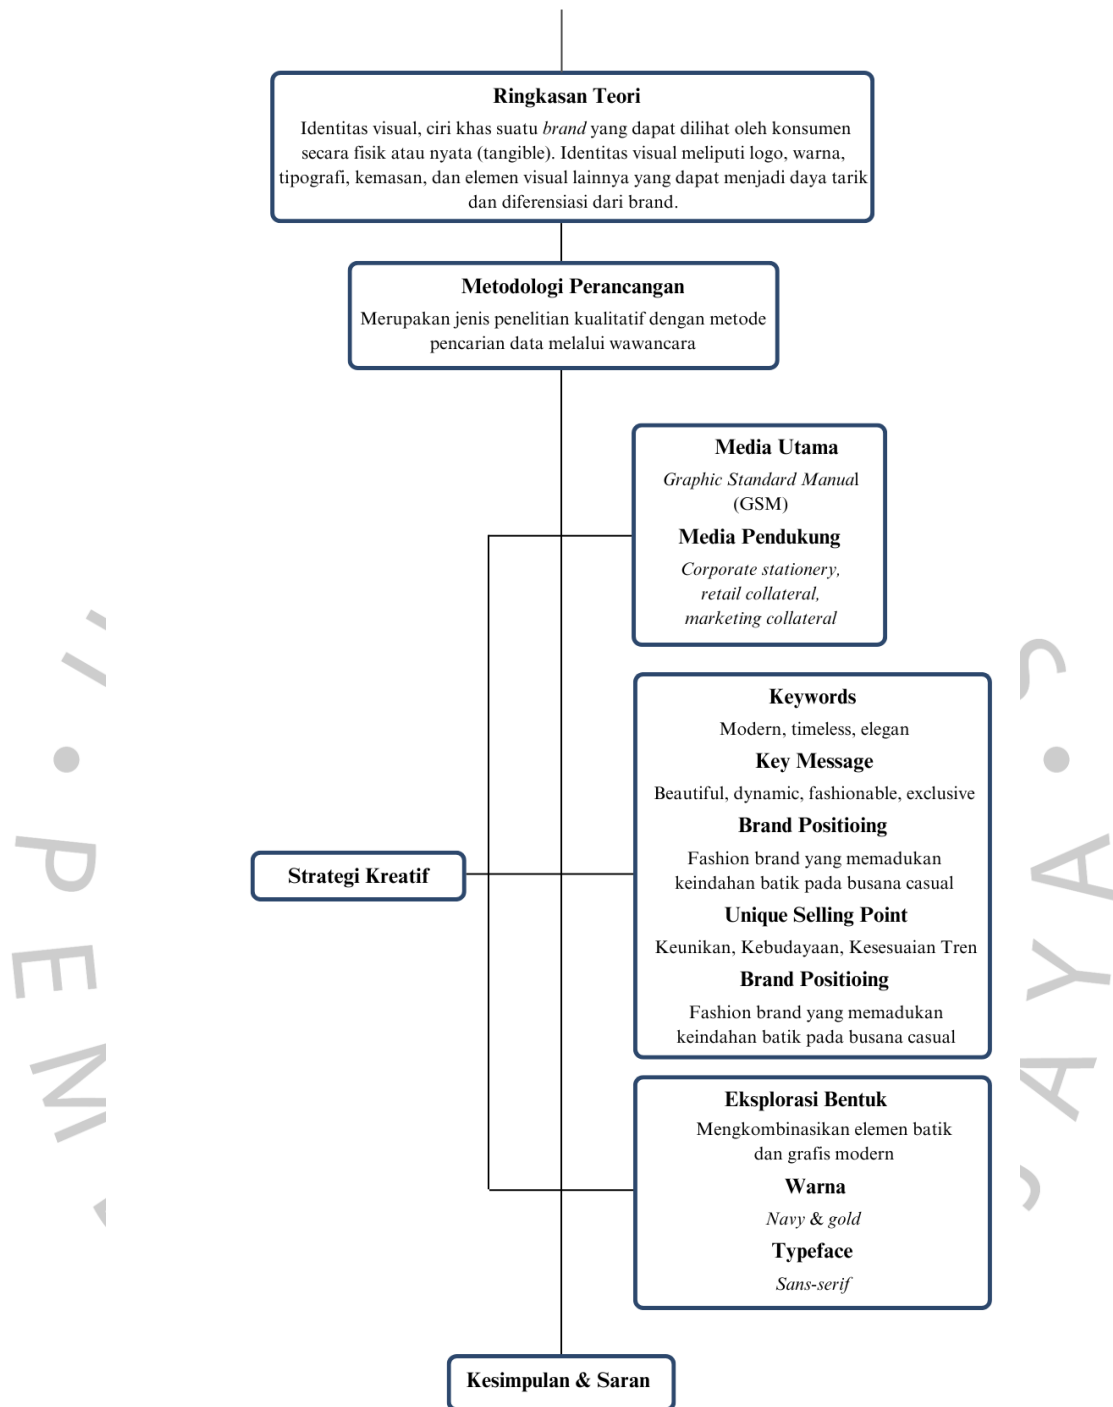 Ringkasan Teori
Identitas visual, ciri khas suatu brand yang dapat dilihat oleh konsumen
secara fisik atau nyata (tangible). Identitas visual meliputi logo, warna,
tipografi, kemasan, dan elemen visual lainnya yang dapat menjadi daya tarik
dan diferensiasi dari brand.
Metodologi Perancangan
Merupakan jenis penelitian kualitatif dengan metode
pencarian data melalui wawancara
Media Utama
Graphic Standard Manual
(GSM)
Media Pendukung
Corporate stationery,
retail collateral,
marketing collateral
Strategi Kreatif
Keywords
Modern, timeless, elegan
Key Message
Beautiful, dynamic, fashionable, exclusive
Brand Positioing
Fashion brand yang memadukan
keindahan batik pada busana casual
Unique Selling Point
Keunikan, Kebudayaan, Kesesuaian Tren
Brand Positioing
Fashion brand yang memadukan
keindahan batik pada busana casual
Eksplorasi Bentuk
Mengkombinasikan elemen batik
dan grafis modern
Warna
Navy & gold
Typeface
Sans-serif
Kesimpulan & Saran